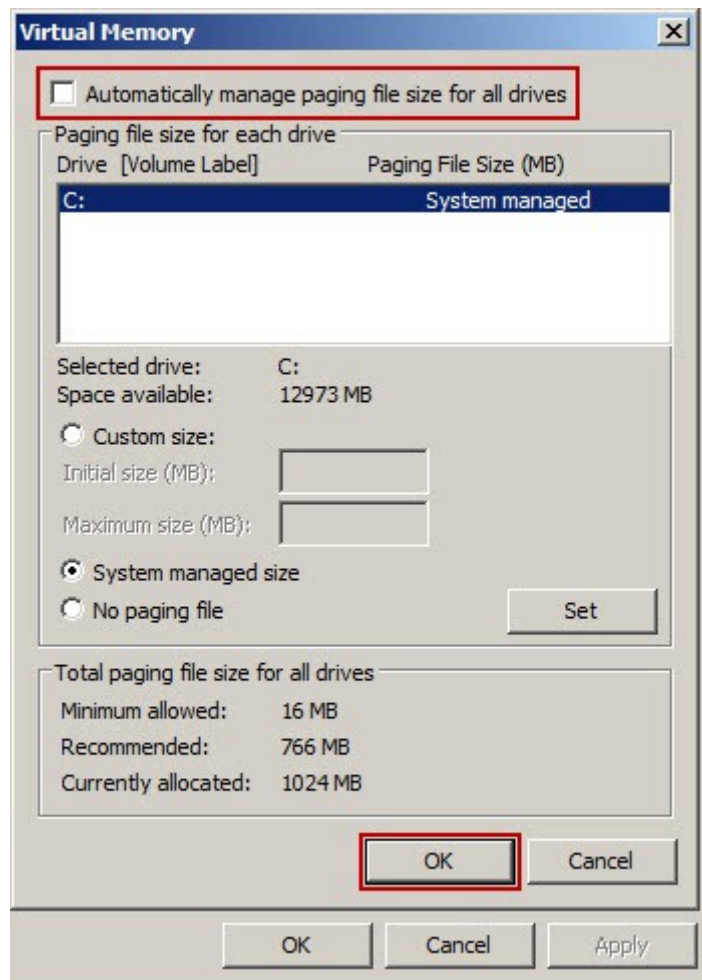 Virtual Memory
Automatically manage paging file size for all drives
Paging file size for each drive
Drive [Volume Label] Paging File Size (MB)
C: System managed
Selected drive: C:
Space available: 12973 MB
Custom size:
Initial size (MB):
Maximum size (MB):
System managed size
No paging file Set
Total paging file size for all drives
Minimum allowed: 16 MB
Recommended: 766 MB
Currently allocated: 1024 MB
OK Cancel
OK Cancel Apply